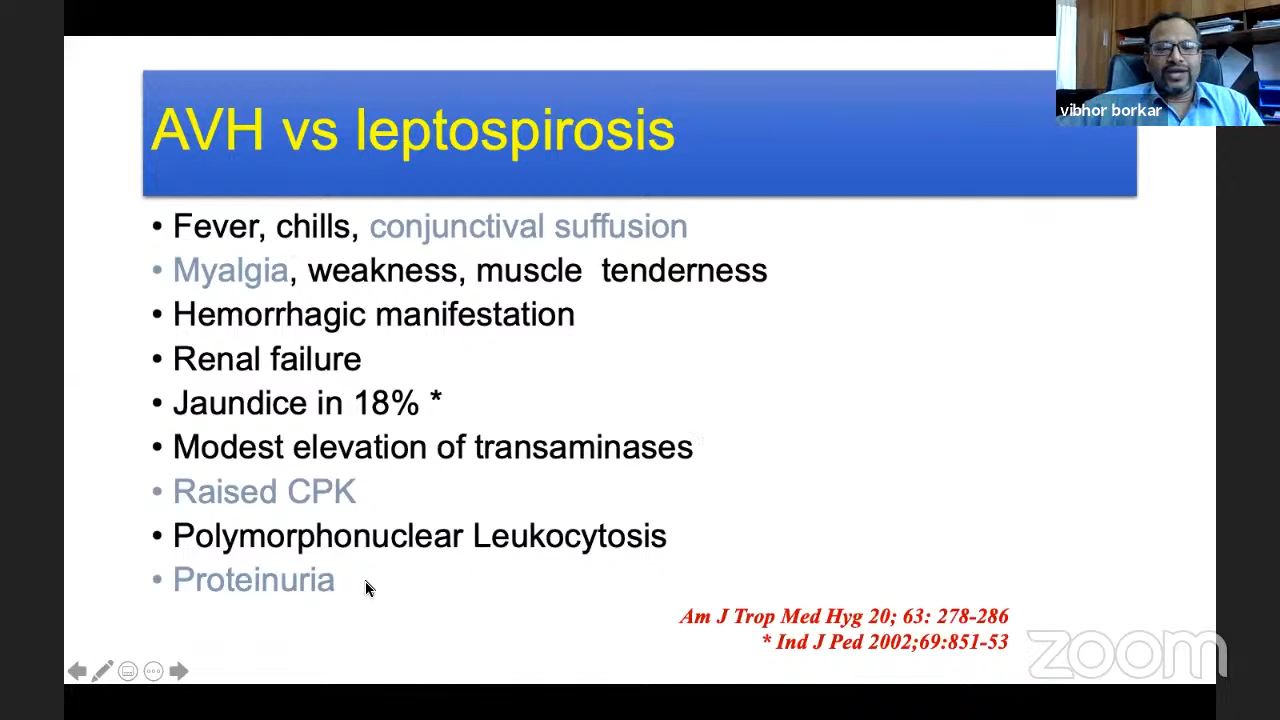 vibhor borkar
AVH vs leptospirosis
• Fever, chills, conjunctival suffusion
• Myalgia, weakness, muscle tenderness
• Hemorrhagic manifestation
• Renal failure
• Jaundice in 18% *
• Modest elevation of transaminases
• Raised CPK
• Polymorphonuclear Leukocytosis
• Proteinuria
Am J Trop Med Hyg 20; 63: 278-286
* Ind J Ped 2002;69:851-53
zoom